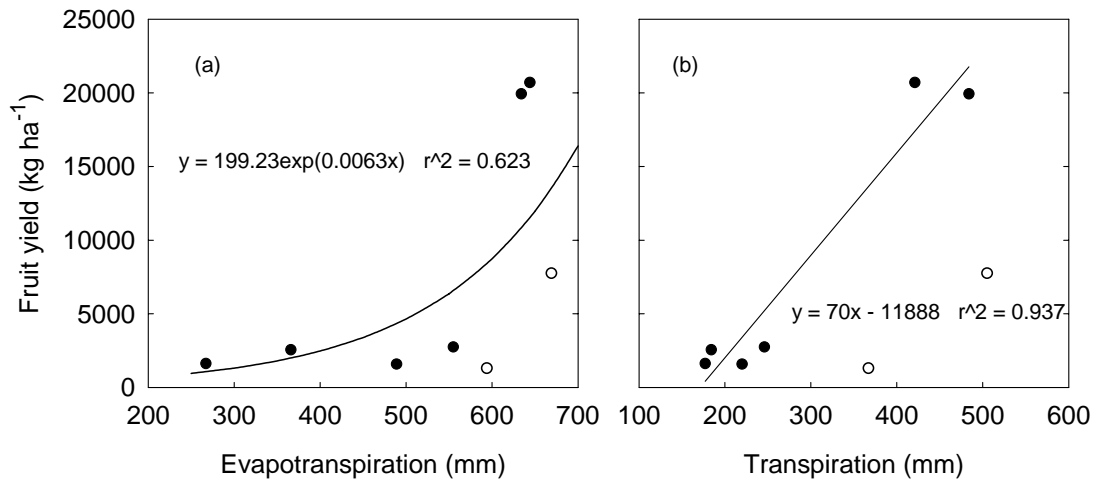 25000
20000
15000
10000
5000
0
Fruit yield (kg ha-1)
(a)
y = 199.23exp(0.0063x) r^2 = 0.623
200 300 400 500 600 700
Evapotranspiration (mm)
(b)
y = 70x - 11888 r^2 = 0.937
100 200 300 400 500 600
Transpiration (mm)